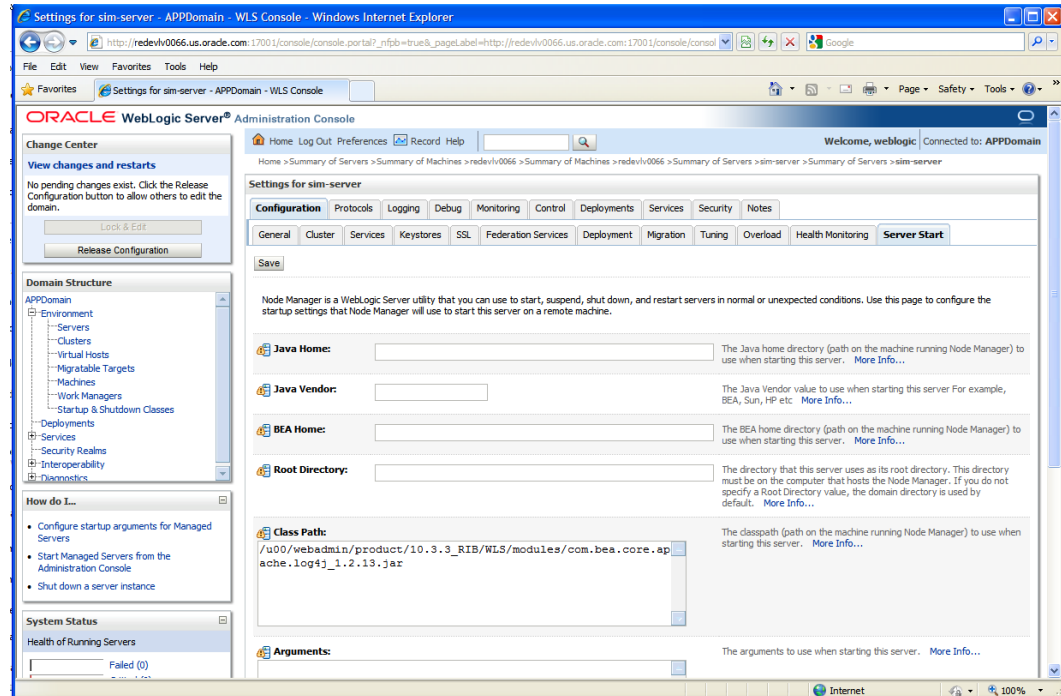 Settings for sim-server - APPDomain - WLS Console - Windows Internet Explorer
http://redevlv0066.us.oracle.com:17001/console/console.portal?_nfpb=true&_pageLabel=http://redevlv0066.us.oracle.com:17001/console/consol
Google
File Edit View Favorites Tools Help
Favorites
Settings for sim-server - APPDomain - WLS Console
Page Safety Tools
ORACLE WebLogic Server® Administration Console
Change Center
View changes and restarts
No pending changes exist. Click the Release
Configuration button to allow others to edit the
domain.
Lock & Edit
Release Configuration
Domain Structure
APPDomain
Environment
Servers
Clusters
Virtual Hosts
Migratable Targets
Machines
Work Managers
Startup & Shutdown Classes
Deployments
Services
Security Realms
Interoperability
Diagnostics
How do I...
Configure startup arguments for Managed
Servers
Start Managed Servers from the
Administration Console
Shut down a server instance
System Status
Health of Running Servers
Failed (0)
Home Log Out Preferences Record Help
Welcome, weblogic Connected to: APPDomain
Home >Summary of Servers >Summary of Machines >redevlv0066 >Summary of Machines >redevlv0066 >Summary of Servers >sim-server >Summary of Servers >sim-server
Settings for sim-server
Configuration Protocols Logging Debug Monitoring Control Deployments Services Security Notes
General Cluster Services Keystores SSL Federation Services Deployment Migration Tuning Overload Health Monitoring Server Start
Save
Node Manager is a WebLogic Server utility that you can use to start, suspend, shut down, and restart servers in normal or unexpected conditions. Use this page to configure the
startup settings that Node Manager will use to start this server on a remote machine.
Java Home:
The Java home directory (path on the machine running Node Manager) to
use when starting this server. More Info...
Java Vendor:
The Java Vendor value to use when starting this server For example,
BEA, Sun, HP etc More Info...
BEA Home:
The BEA home directory (path on the machine running Node Manager) to
use when starting this server. More Info...
Root Directory:
The directory that this server uses as its root directory. This directory
must be on the computer that hosts the Node Manager. If you do not
specify a Root Directory value, the domain directory is used by
default. More Info...
Class Path:
/u00/webadmin/product/10.3.3_RIB/WLS/modules/com.bea.core.ap
ache.log4j_1.2.13.jar
The classpath (path on the machine running Node Manager) to use when
starting this server. More Info...
Arguments:
The arguments to use when starting this server. More Info...
Internet
100%